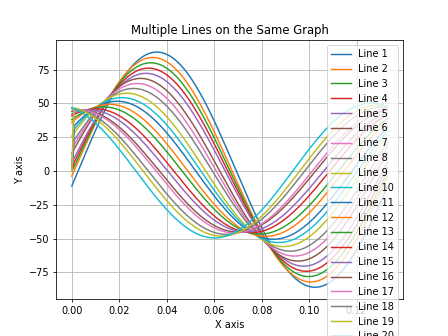 Multiple Lines on the Same Graph
Y axis
75
50
25
0
−25
−50
−75
0.00
0.02
0.04
0.06
0.08
0.10
X axis
Line 1
Line 2
Line 3
Line 4
Line 5
Line 6
Line 7
Line 8
Line 9
Line 10
Line 11
Line 12
Line 13
Line 14
Line 15
Line 16
Line 17
Line 18
Line 19
Line 20